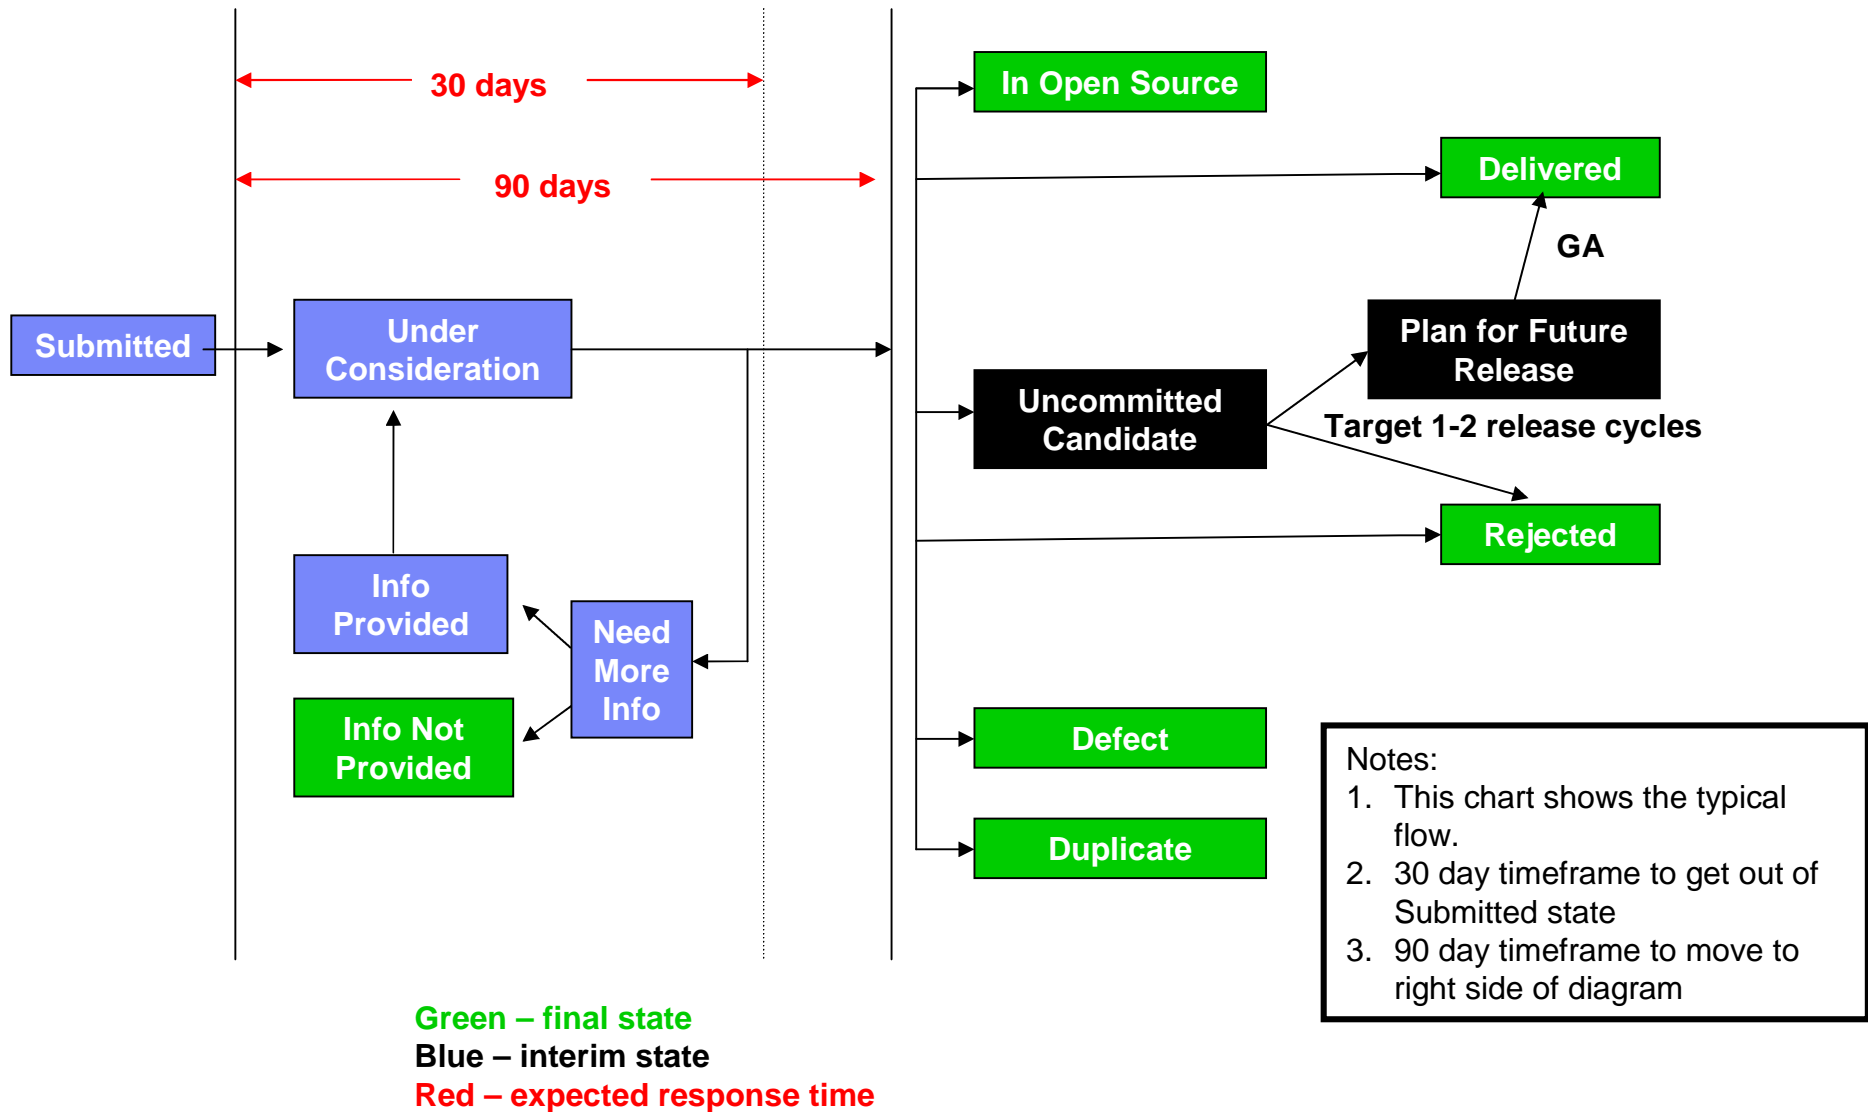 30 days
90 days
In Open Source
Delivered
GA
Submitted
Under
Consideration
Plan for Future
Release
Uncommitted
Candidate
Target 1-2 release cycles
Rejected
Info
Provided
Need
More
Info
Info Not
Provided
Defect
Duplicate
Notes:
1. This chart shows the typical
flow.
2. 30 day timeframe to get out of
Submitted state
3. 90 day timeframe to move to
right side of diagram
Green – final state
Blue – interim state
Red – expected response time